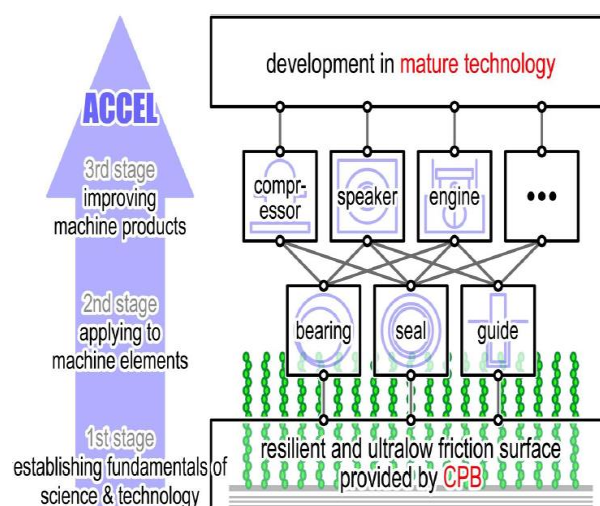 development in mature technology
ACCEL
3rd stage
improving
machine products
compr-
essor
speaker
engine
•••
2nd stage
applying to
machine elements
bearing
seal
guide
1st stage
establishing fundamentals of
science & technology
resilient and ultralow friction surface
provided by CPB